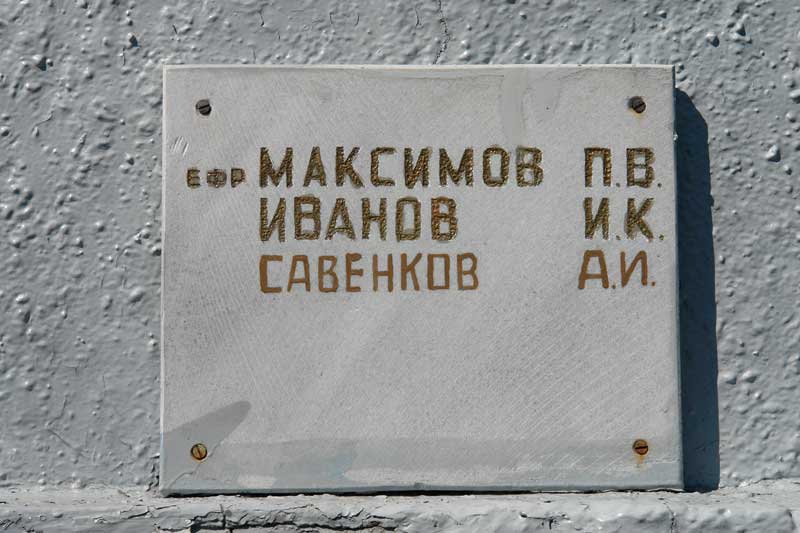 ЕФР МАКСИМОВ П.В.
ИВАНОВ И.К.
САВЕНКОВ А.И.